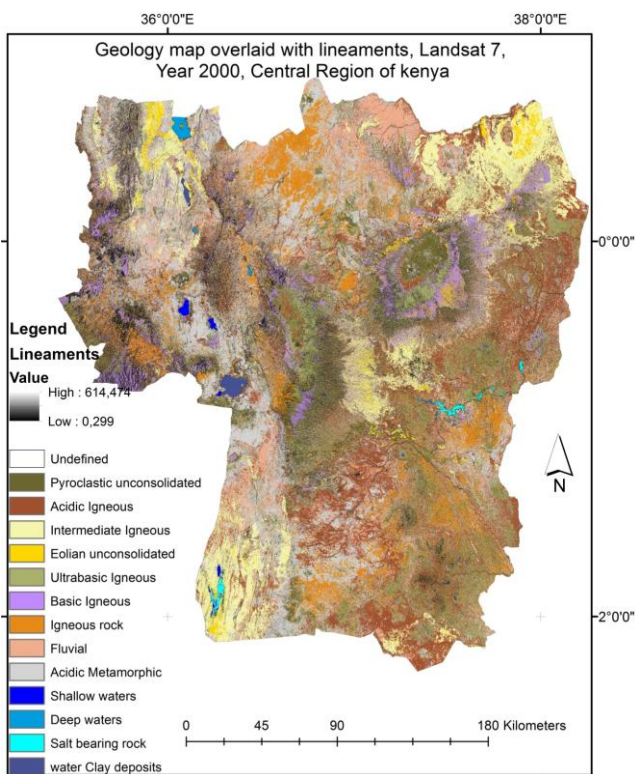 36°0'0"E
38°0'0"E
Geology map overlaid with lineaments, Landsat 7,
Year 2000, Central Region of kenya
0°0'0"
Legend
Lineaments
Value
High : 614,474
Low : 0,299
Undefined
Pyroclastic unconsolidated
Acidic Igneous
Intermediate Igneous
Eolian unconsolidated
Ultrabasic Igneous
Basic Igneous
Igneous rock
Fluvial
Acidic Metamorphic
Shallow waters
Deep waters
Salt bearing rock
water Clay deposits
N
2°0'0"
0 45 90 180 Kilometers